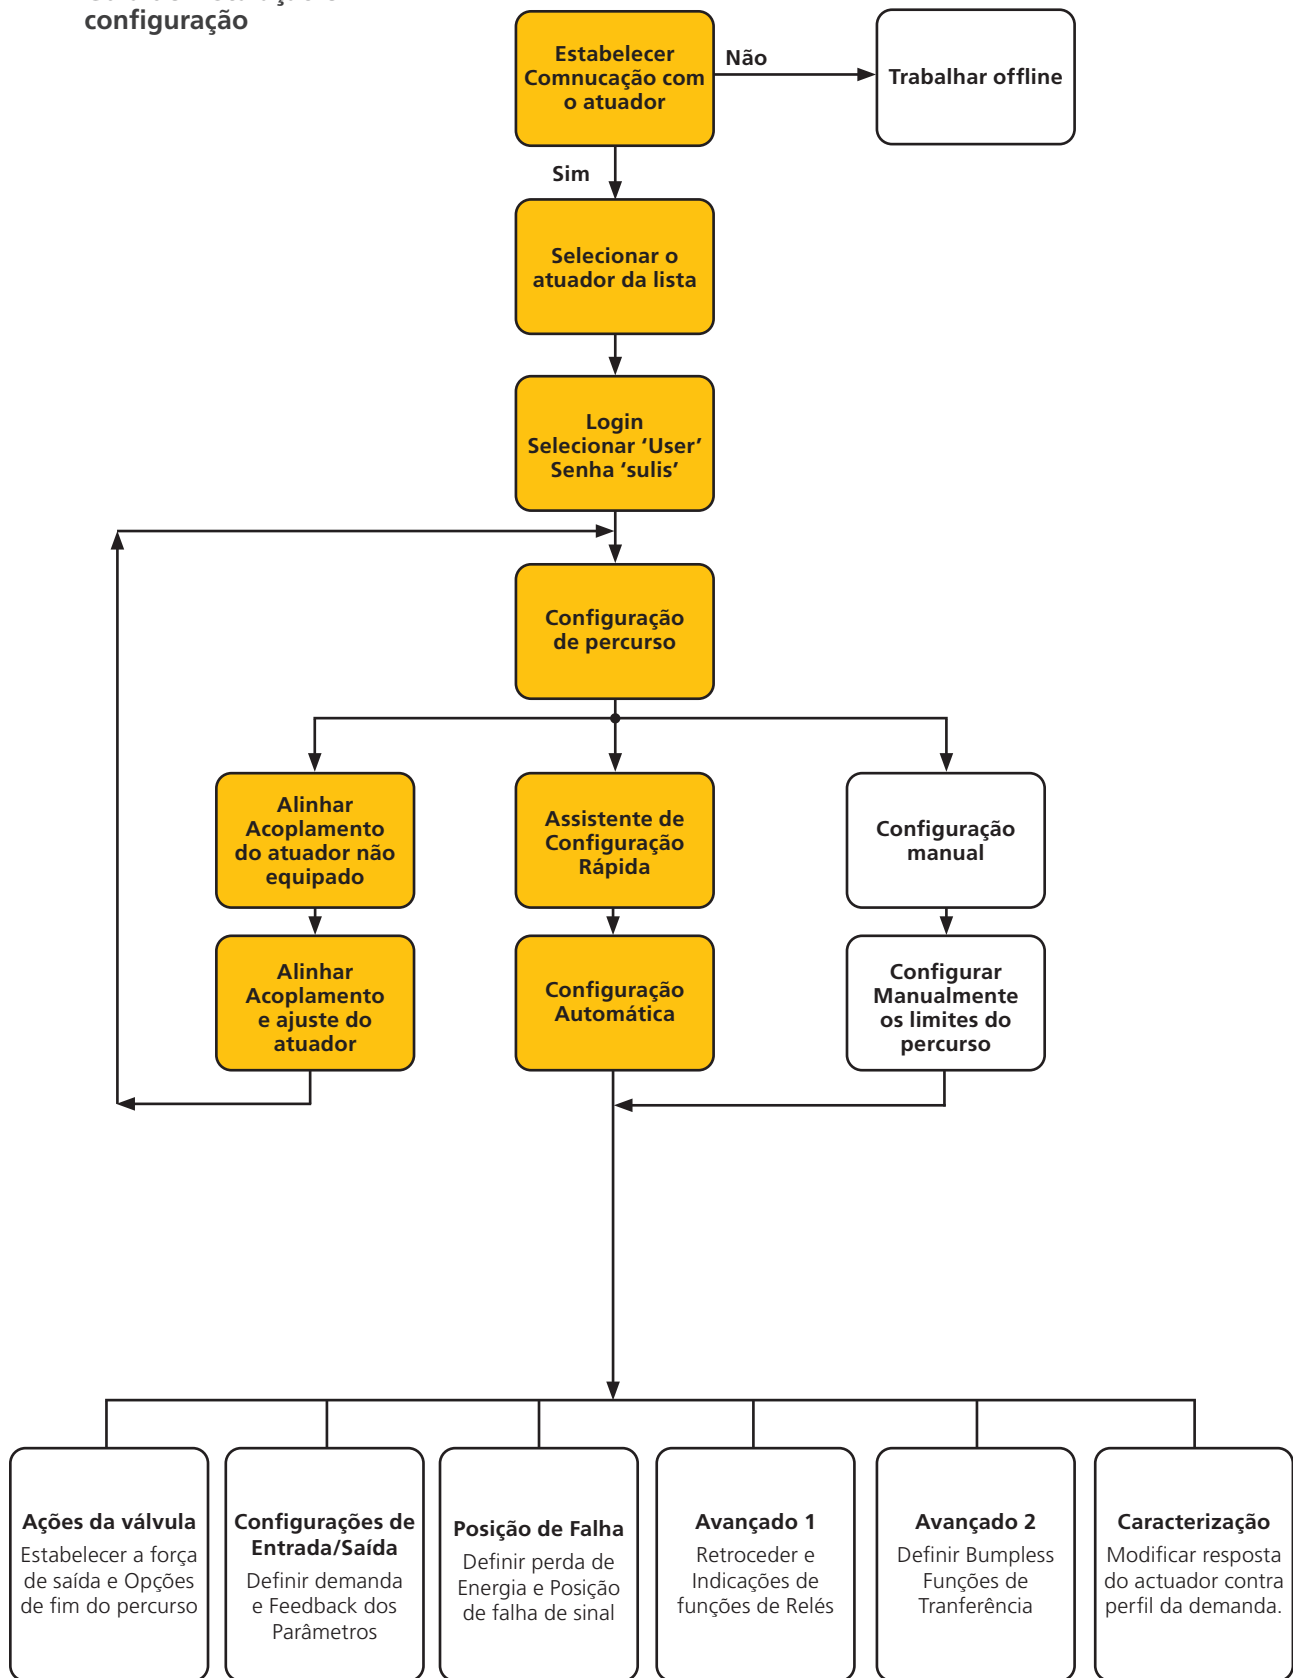 configuração
Estabelecer
Comnucação com
o atuador
Não
Trabalhar offline
Sim
Selecionar o
atuador da lista
Login
Selecionar ‘User’
Senha ‘sulis’
Configuração
de percurso
Alinhar
Acoplamento
do atuador não
equipado
Assistente de
Configuração
Rápida
Configuração
manual
Alinhar
Acoplamento
e ajuste do
atuador
Configuração
Automática
Configurar
Manualmente
os limites do
percurso
Ações da válvula
Estabelecer a força
de saída e Opções
de fim do percurso
Configurações de
Entrada/Saída
Definir demanda
e Feedback dos
Parâmetros
Posição de Falha
Definir perda de
Energia e Posição
de falha de sinal
Avançado 1
Retroceder e
Indicações de
funções de Relés
Avançado 2
Definir Bumpless
Funções de
Tranferência
Caracterização
Modificar resposta
do actuador contra
perfil da demanda.